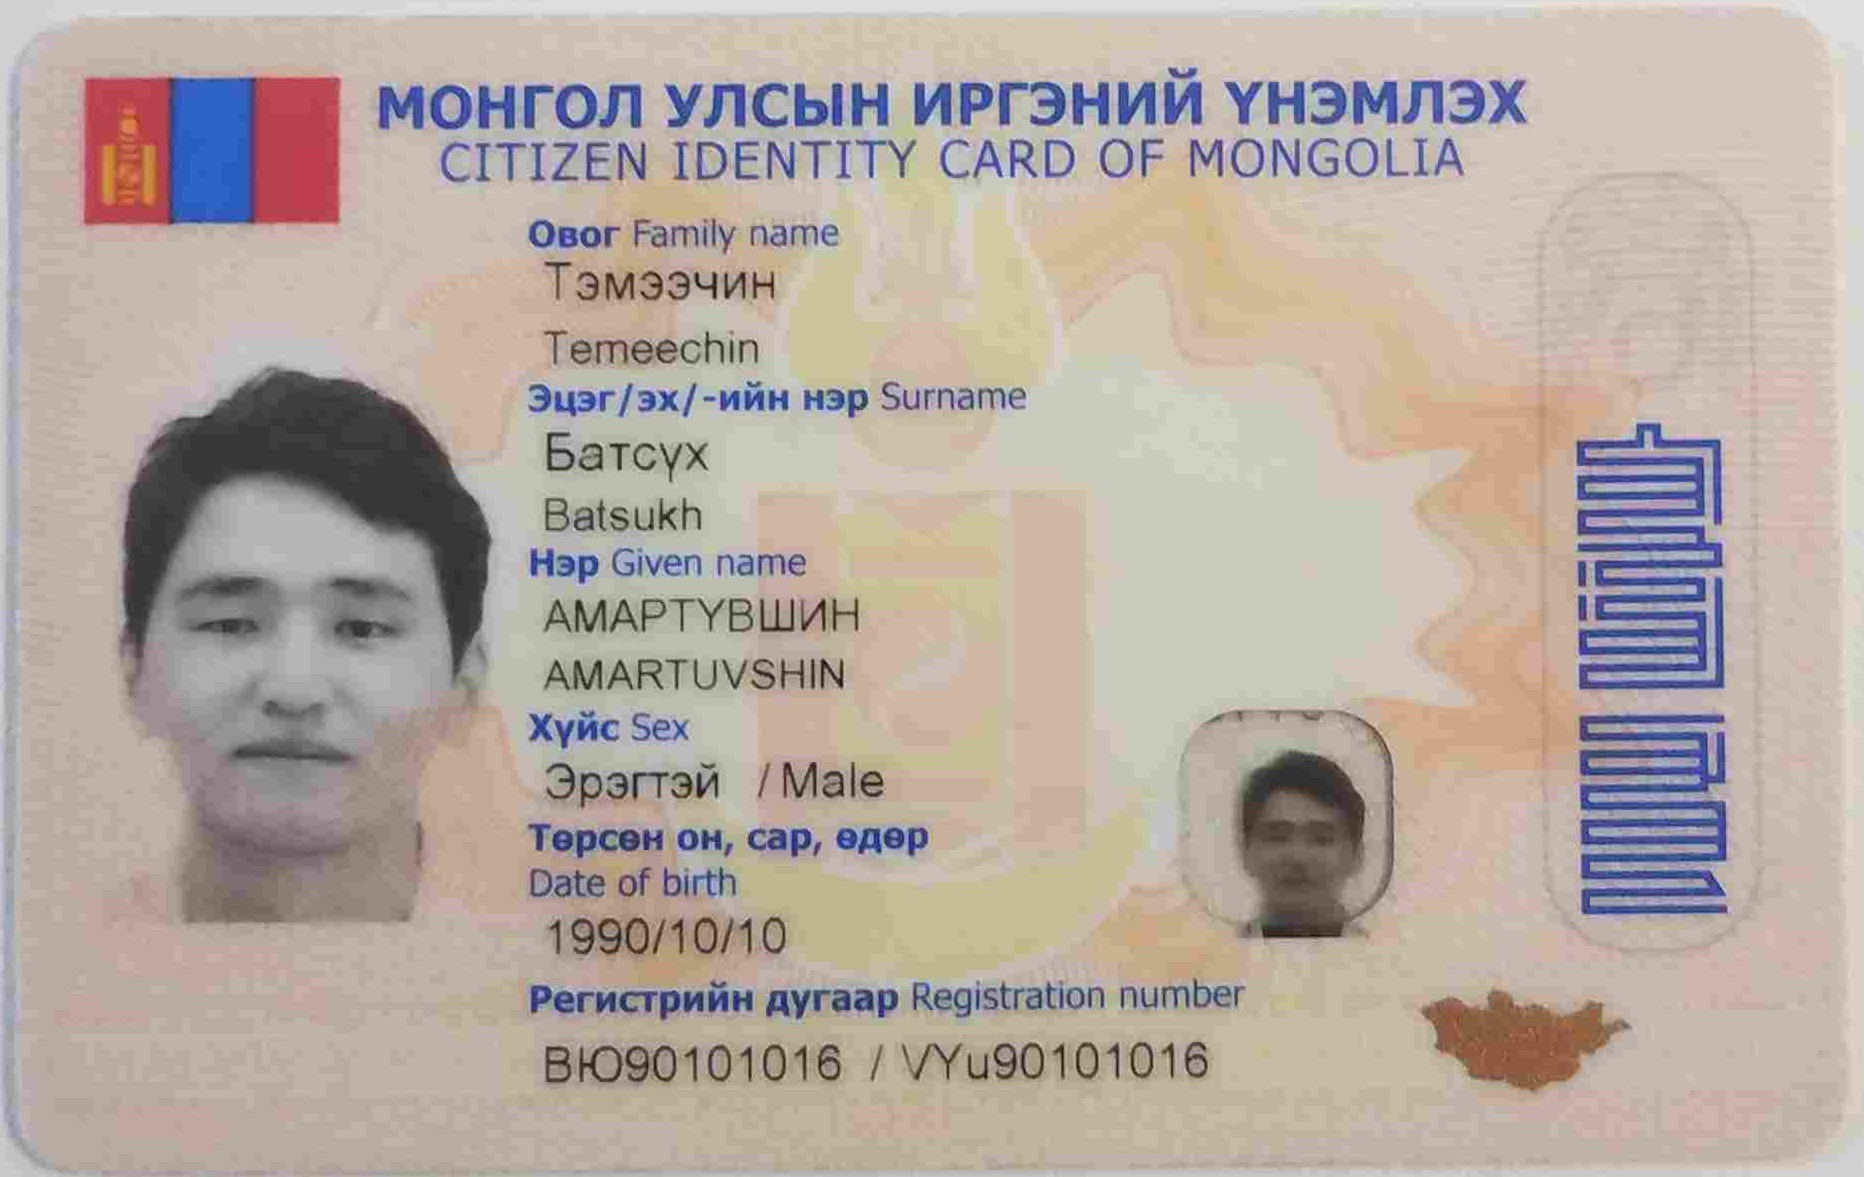 МОНГОЛ УЛСЫН ИРГЭНИЙ ҮНЭМЛЭХ
CITIZEN IDENTITY CARD OF MONGOLIA
Овог Family name
Тэмээчин
Temeechin
Эцэг/эх/-ийн нэр Surname
Батсүх
Batsukh
Нэр Given name
АМАРТҮВШИН
AMARTUVSHIN
Хүйс Sex
Эрэгтэй / Male
Төрсөн он, сар, өдөр
Date of birth
1990/10/10
Регистрийн дугаар Registration number
ВЮ90101016 / VYu90101016